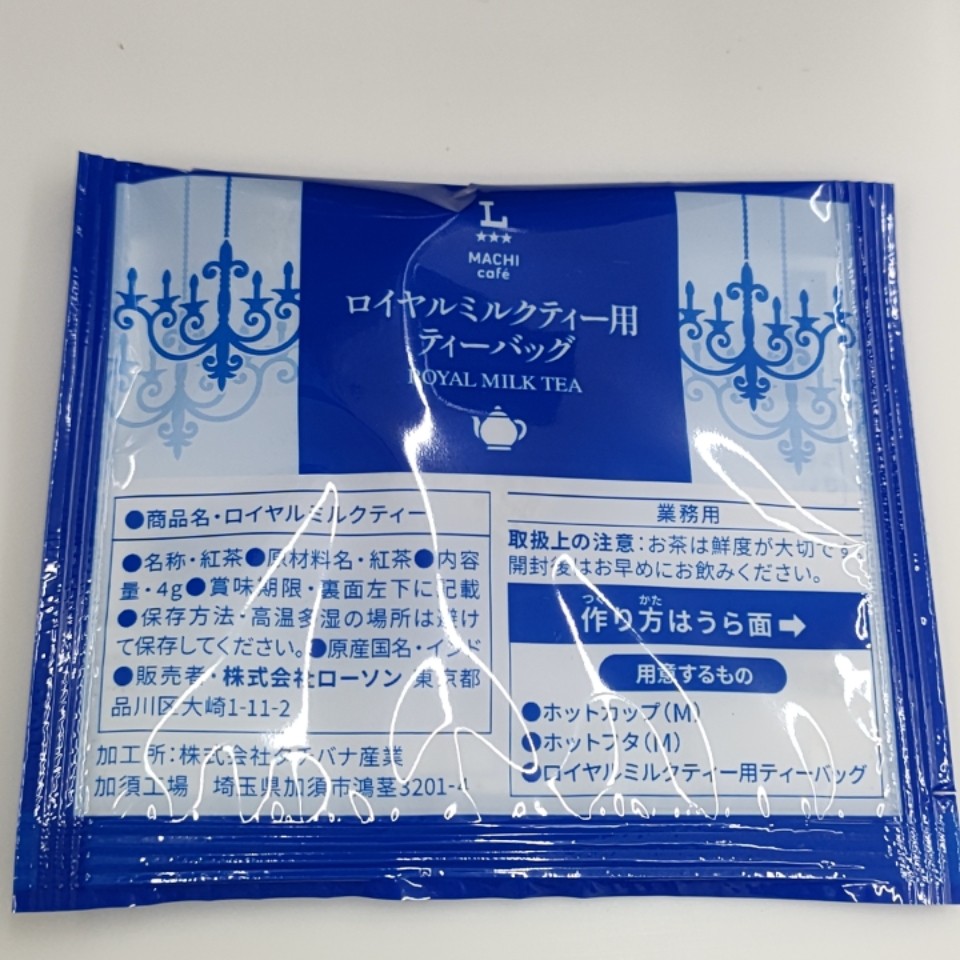 L
MACHI
café
ロイヤルミルクティー用
ティーバッグ
ROYAL MILK TEA
●商品名・ロイヤルミルクティー
●名称・紅茶●原材料名・紅茶●内容
量・4g●賞味期限・裏面左下に記載
●保存方法・高温多湿の場所は避け
て保存してください。●原産国名・インド
●販売者・株式会社ローソン 東京都
品川区大崎1-11-2
加工所：株式会社タチバナ産業
加須工場 埼玉県加須市鴻茎3201-4
業務用
取扱上の注意：お茶は鮮度が大切です。
開封後はお早めにお飲みください。
つく かた
作り方はうら面➡
用意するもの
●ホットカップ（M）
●ホットフタ（M）
●ロイヤルミルクティー用ティーバッグ